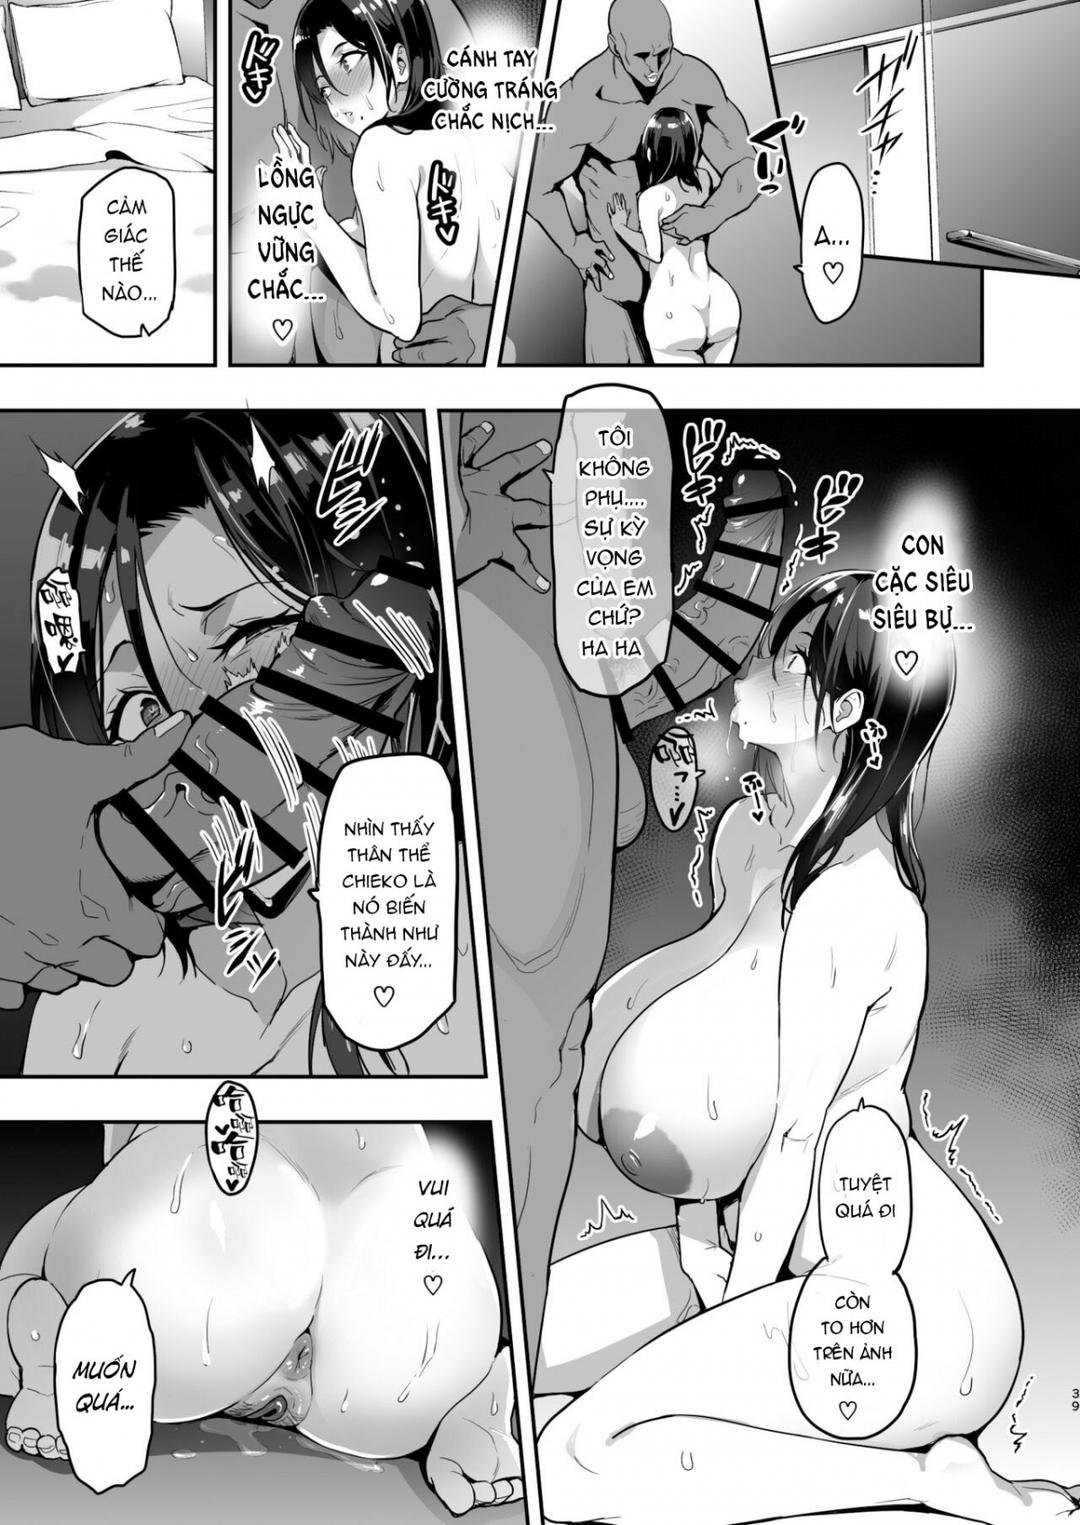 A...
♡
CÁNH TAY
CƯỜNG TRÁNG
CHẮC NỊCH...
LỒNG
NGỰC
VỮNG
CHẮC...
♡
CẢM
GIÁC THẾ
NÀO...
TÔI
KHÔNG
PHỤ....
SỰ KỲ
VỌNG
CỦA EM
CHỨ?
HA HA
CON
CẶC SIÊU
SIÊU BỰ...
♡
TUYỆT
QUÁ ĐI
CÒN
TO HƠN
TRÊN ẢNH
NỮA...
♡
NHÌN THẤY
THÂN THỂ
CHIEKO LÀ
NÓ BIẾN
THÀNH NHƯ
NÀY ĐẤY...
♡
VUI
QUÁ
ĐI...
♡
MUỐN
QUÁ...
39